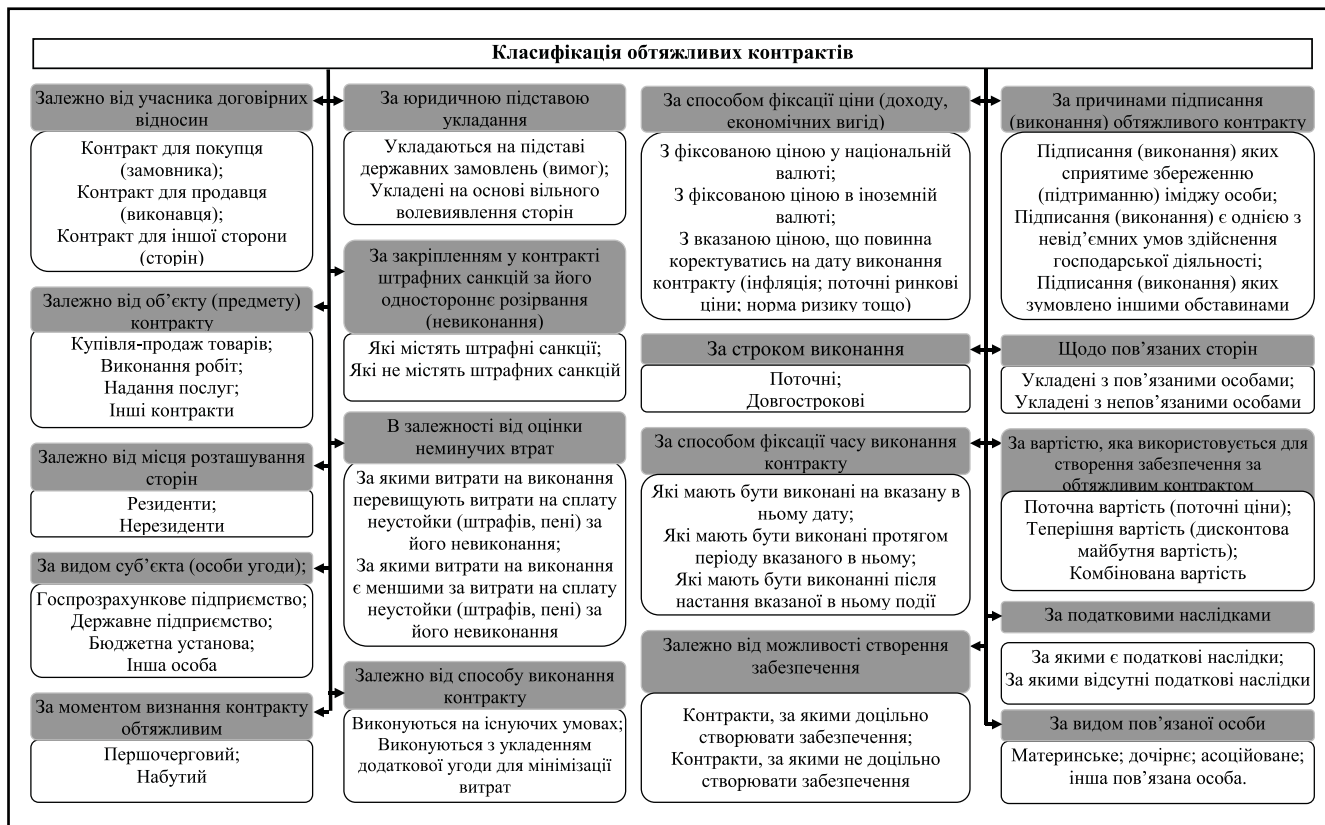 Класифікація обтяжливих контрактів
Залежно від учасника договірних
відносин
Контракт для покупця
(замовника);
Контракт для продавця
(виконавця);
Контракт для іншої сторони
(сторін)
Залежно від об’єкту (предмету)
контракту
Купівля-продаж товарів;
Виконання робіт;
Надання послуг;
Інші контракти
Залежно від місця розташування
сторін
Резиденти;
Нерезиденти
За видом суб’єкта (особи угоди);
Госпрозрахункове підприємство;
Державне підприємство;
Бюджетна установа;
Інша особа
За моментом визнання контракту
обтяжливим
Першочерговий;
Набутий
За юридичною підставою
укладання
Укладаються на підставі
державних замовлень (вимог);
Укладені на основі вільного
волевиявлення сторін
За закріпленням у контракті
штрафних санкцій за його
одностороннє розірвання
(невиконання)
Які містять штрафні санкції;
Які не містять штрафних санкцій
В залежності від оцінки
неминучих втрат
За якими витрати на виконання
перевищують витрати на сплату
неустойки (штрафів, пені) за
його невиконання;
За якими витрати на виконання
є меншими за витрати на сплату
неустойки (штрафів, пені) за
його невиконання
Залежно від способу виконання
контракту
Виконуються на існуючих умовах;
Виконуються з укладенням
додаткової угоди для мінімізації
витрат
За способом фіксації ціни (доходу,
економічних вигід)
З фіксованою ціною у національній
валюті;
З фіксованою ціною в іноземній
валюті;
З вказаною ціною, що повинна
коректуватись на дату виконання
контракту (інфляція; поточні ринкові
ціни; норма ризику тощо)
За строком виконання
Поточні;
Довгострокові
За способом фіксації часу виконання
контракту
Які мають бути виконані на вказану в
ньому дату;
Які мають бути виконані протягом
періоду вказаного в ньому;
Які мають бути виконанні після
настання вказаної в ньому події
Залежно від можливості створення
забезпечення
Контракти, за якими доцільно
створювати забезпечення;
Контракти, за якими не доцільно
створювати забезпечення
За причинами підписання
(виконання) обтяжливого контракту
Підписання (виконання) яких
сприятиме збереженню
(підтриманню) іміджу особи;
Підписання (виконання) є однією з
невід’ємних умов здійснення
господарської діяльності;
Підписання (виконання) яких
зумовлено іншими обставинами
Щодо пов’язаних сторін
Укладені з пов’язаними особами;
Укладені з непов’язаними особами
За вартістю, яка використовується для
створення забезпечення за
обтяжливим контрактом
Поточна вартість (поточні ціни);
Теперішня вартість (дисконтова
майбутня вартість);
Комбінована вартість
За податковими наслідками
За якими є податкові наслідки;
За якими відсутні податкові наслідки
За видом пов’язаної особи
Материнське; дочірнє; асоційоване;
інша пов’язана особа.